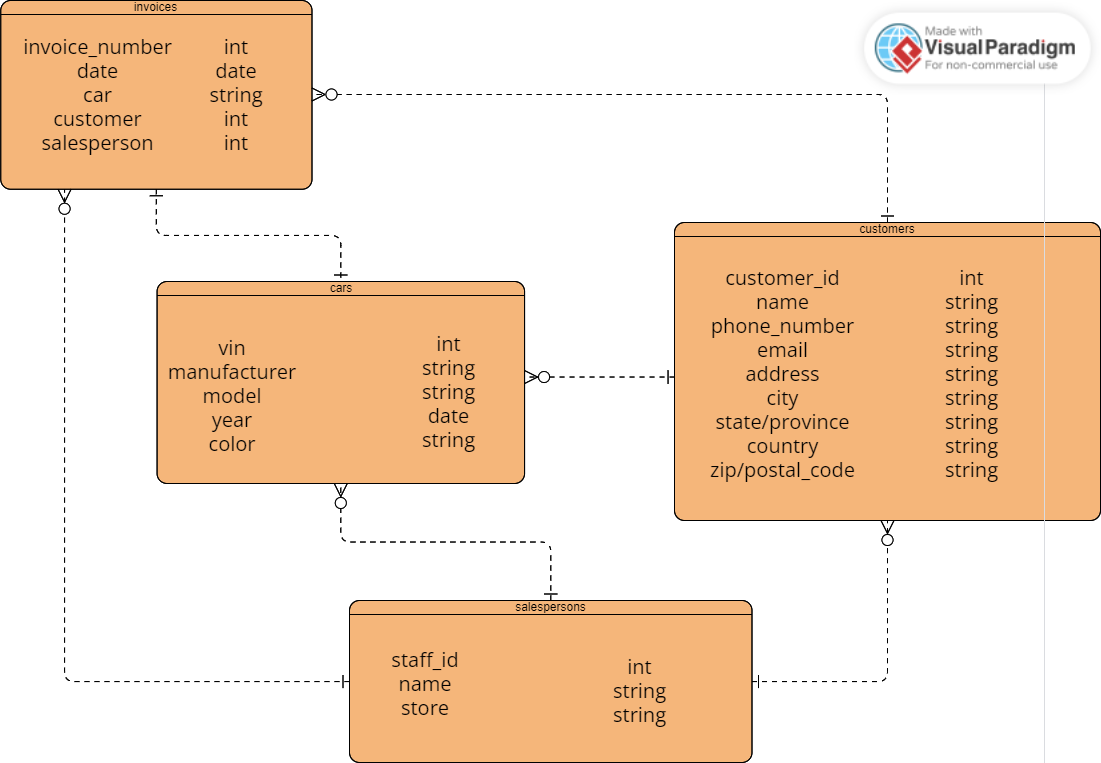 invoices
invoice_number int
date date
car string
customer int
salesperson int
Made with
Visual Paradigm
For non-commercial use
customers
customer_id int
name string
phone_number string
email string
address string
city string
state/province string
country string
zip/postal_code string
cars
vin int
manufacturer string
model string
year date
color string
salespersons
staff_id int
name string
store string